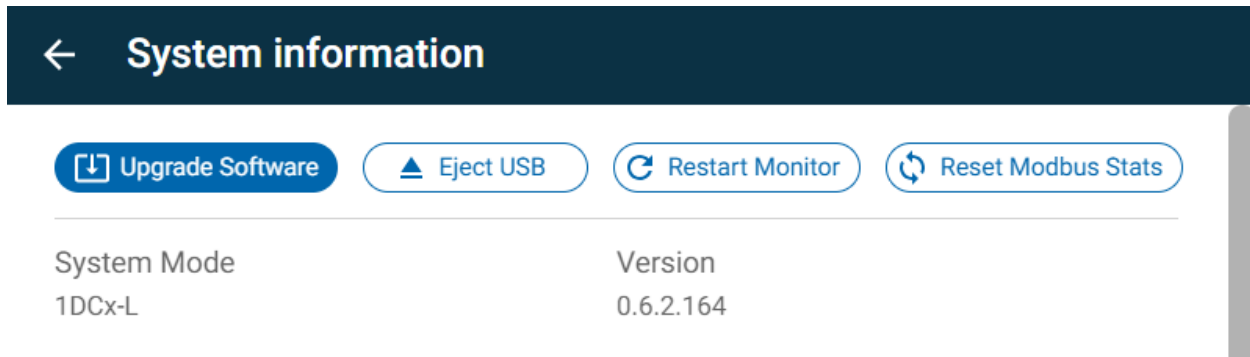 System information
Upgrade Software Eject USB Restart Monitor Reset Modbus Stats
System Mode Version
1DCx-L 0.6.2.164